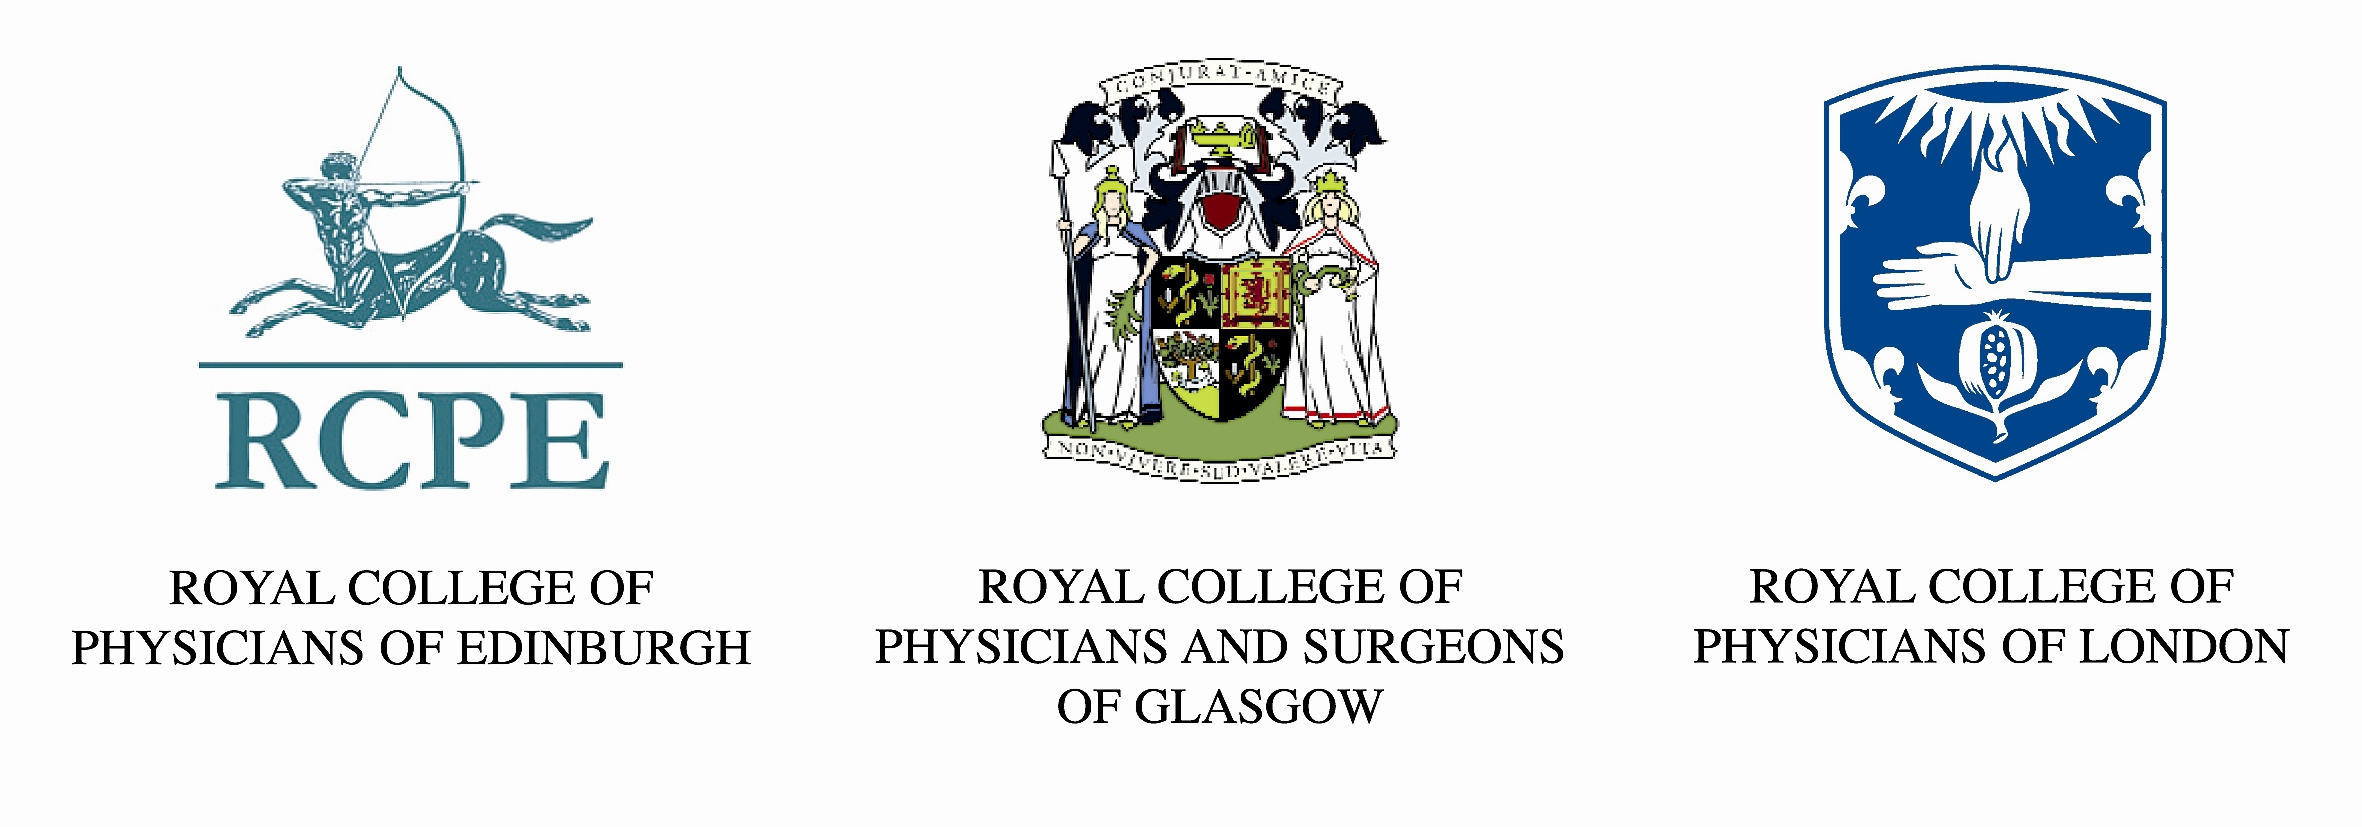 RCPE
ROYAL COLLEGE OF
PHYSICIANS OF EDINBURGH
CONJURAT·AMICE
NON·VIVERE·SED·VALERE·VITA
ROYAL COLLEGE OF
PHYSICIANS AND SURGEONS
OF GLASGOW
ROYAL COLLEGE OF
PHYSICIANS OF LONDON